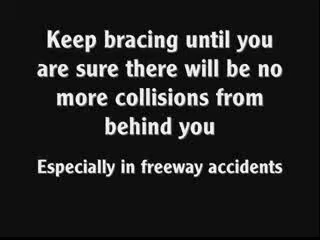 Keep bracing until you
are sure there will be no
more collisions from
behind you
Especially in freeway accidents